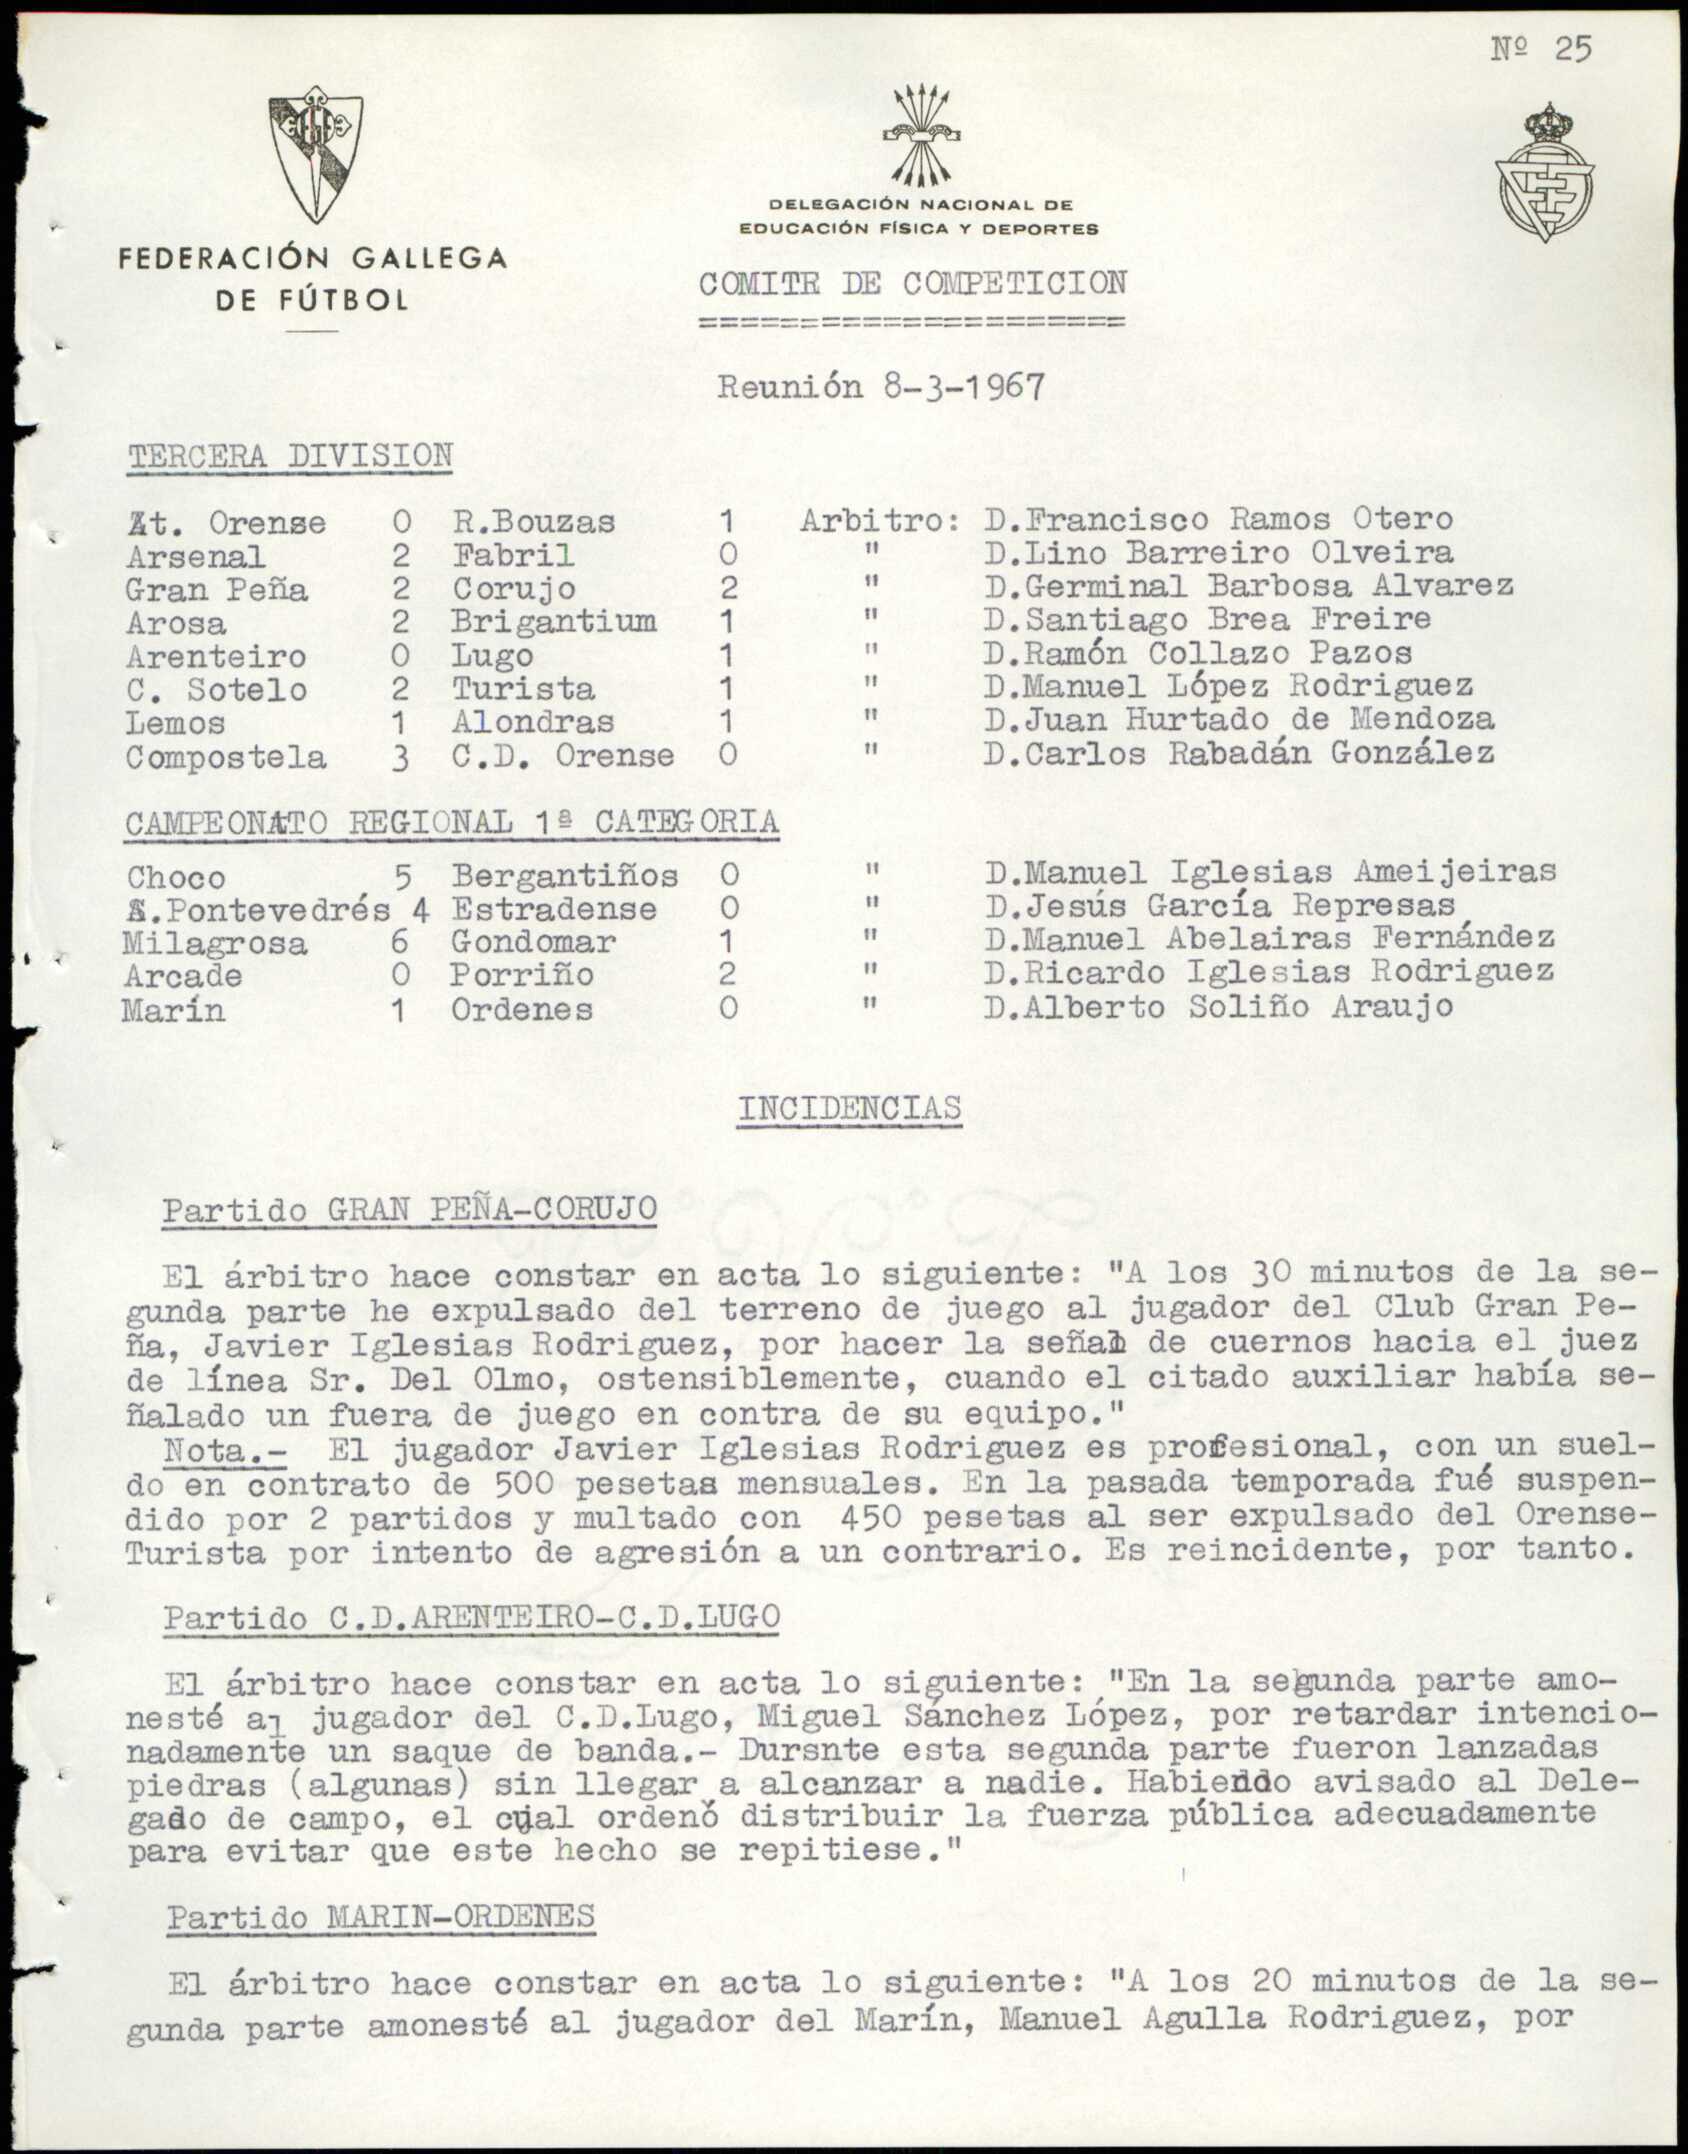 Nº 25
DELEGACIÓN NACIONAL DE
EDUCACIÓN FÍSICA Y DEPORTES
FEDERACIÓN GALLEGA
DE FÚTBOL
COMITE DE COMPETICION
=====================
Reunión 8-3-1967
TERCERA DIVISION
At. Orense 0 R.Bouzas 1 Arbitro: D.Francisco Ramos Otero
Arsenal 2 Fabril 0 " D.Lino Barreiro Olveira
Gran Peña 2 Corujo 2 " D.Germinal Barbosa Alvarez
Arosa 2 Brigantium 1 " D.Santiago Brea Freire
Arenteiro 0 Lugo 1 " D.Ramón Collazo Pazos
C. Sotelo 2 Turista 1 " D.Manuel López Rodriguez
Lemos 1 Alondras 1 " D.Juan Hurtado de Mendoza
Compostela 3 C.D. Orense 0 " D.Carlos Rabadán González
CAMPEONATO REGIONAL 1ª CATEGORIA
Choco 5 Bergantiños 0 " D.Manuel Iglesias Ameijeiras
S.Pontevedrés 4 Estradense 0 " D.Jesús García Represas
Milagrosa 6 Gondomar 1 " D.Manuel Abelairas Fernández
Arcade 0 Porriño 2 " D.Ricardo Iglesias Rodriguez
Marín 1 Ordenes 0 " D.Alberto Soliño Araujo
INCIDENCIAS
Partido GRAN PEÑA-CORUJO
El árbitro hace constar en acta lo siguiente: "A los 30 minutos de la se-
gunda parte he expulsado del terreno de juego al jugador del Club Gran Pe-
ña, Javier Iglesias Rodriguez, por hacer la señal de cuernos hacia el juez
de línea Sr. Del Olmo, ostensiblemente, cuando el citado auxiliar había se-
ñalado un fuera de juego en contra de su equipo."
Nota.- El jugador Javier Iglesias Rodriguez es profesional, con un suel-
do en contrato de 500 pesetas mensuales. En la pasada temporada fué suspen-
dido por 2 partidos y multado con 450 pesetas al ser expulsado del Orense-
Turista por intento de agresión a un contrario. Es reincidente, por tanto.
Partido C.D.ARENTEIRO-C.D.LUGO
El árbitro hace constar en acta lo siguiente: "En la segunda parte amo-
nesté al jugador del C.D.Lugo, Miguel Sánchez López, por retardar intencio-
nadamente un saque de banda.- Dursnte esta segunda parte fueron lanzadas
piedras (algunas) sin llegar a alcanzar a nadie. Habiendo avisado al Dele-
gado de campo, el cual ordenó distribuir la fuerza pública adecuadamente
para evitar que este hecho se repitiese."
Partido MARIN-ORDENES
El árbitro hace constar en acta lo siguiente: "A los 20 minutos de la se-
gunda parte amonesté al jugador del Marín, Manuel Agulla Rodriguez, por